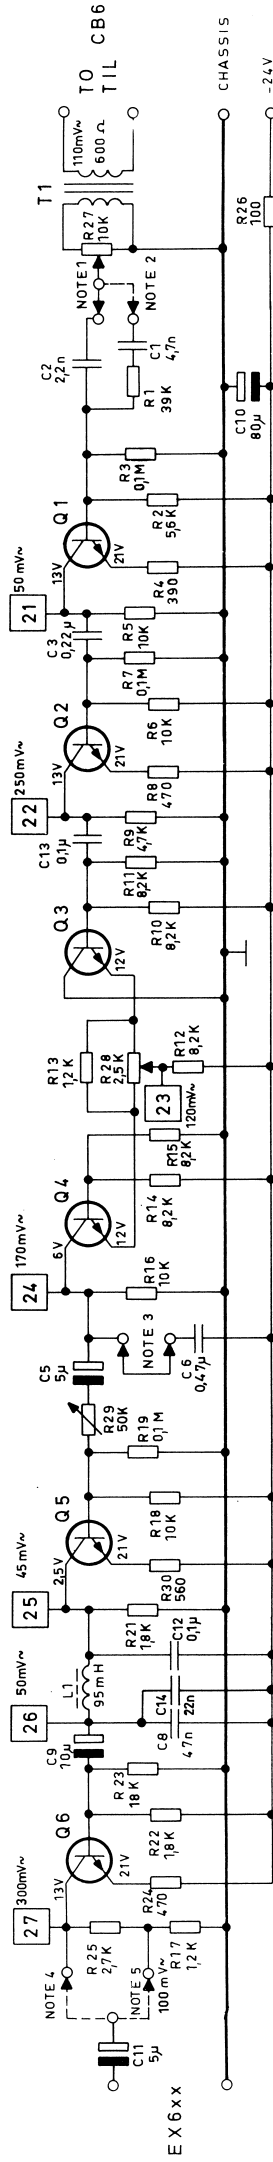 TO CB6
TIL
CHASSIS
-24V
110mV~
600 Ω
T1
R27
10K
R26
100
NOTE 1
NOTE 2
C2
2,2n
C1
4,7n
R1
39K
C10
80µ
R3
0,1M
R2
5,6K
Q1
13V
21V
R4
390
50 mV~
21
C3
0,22µ
R5
10K
R7
0,1M
R6
10K
Q2
13V
21V
R8
470
250mV~
22
C13
0,1µ
R9
4,7K
R11
8,2K
R10
8,2K
Q3
12V
R13
1,2K
R28
2,5K
R12
8,2K
23
120mV~
R15
8,2K
R14
8,2K
Q4
6V
12V
170mV~
24
R16
10K
C5
5µ
NOTE 3
C6
0,47µ
R29
50K
R19
0,1M
R18
10K
Q5
2,5V
21V
R30
560
45mV~
25
R21
1,8K
C12
0,1µ
L1
95mH
C14
22n
C8
47n
50mV~
26
C9
10µ
R23
18K
R22
1,8K
Q6
13V
21V
R24
470
300mV~
27
R25
2,7K
R17
1,2K
NOTE 4
NOTE 5
100 mV~
C11
5µ
EX6xx